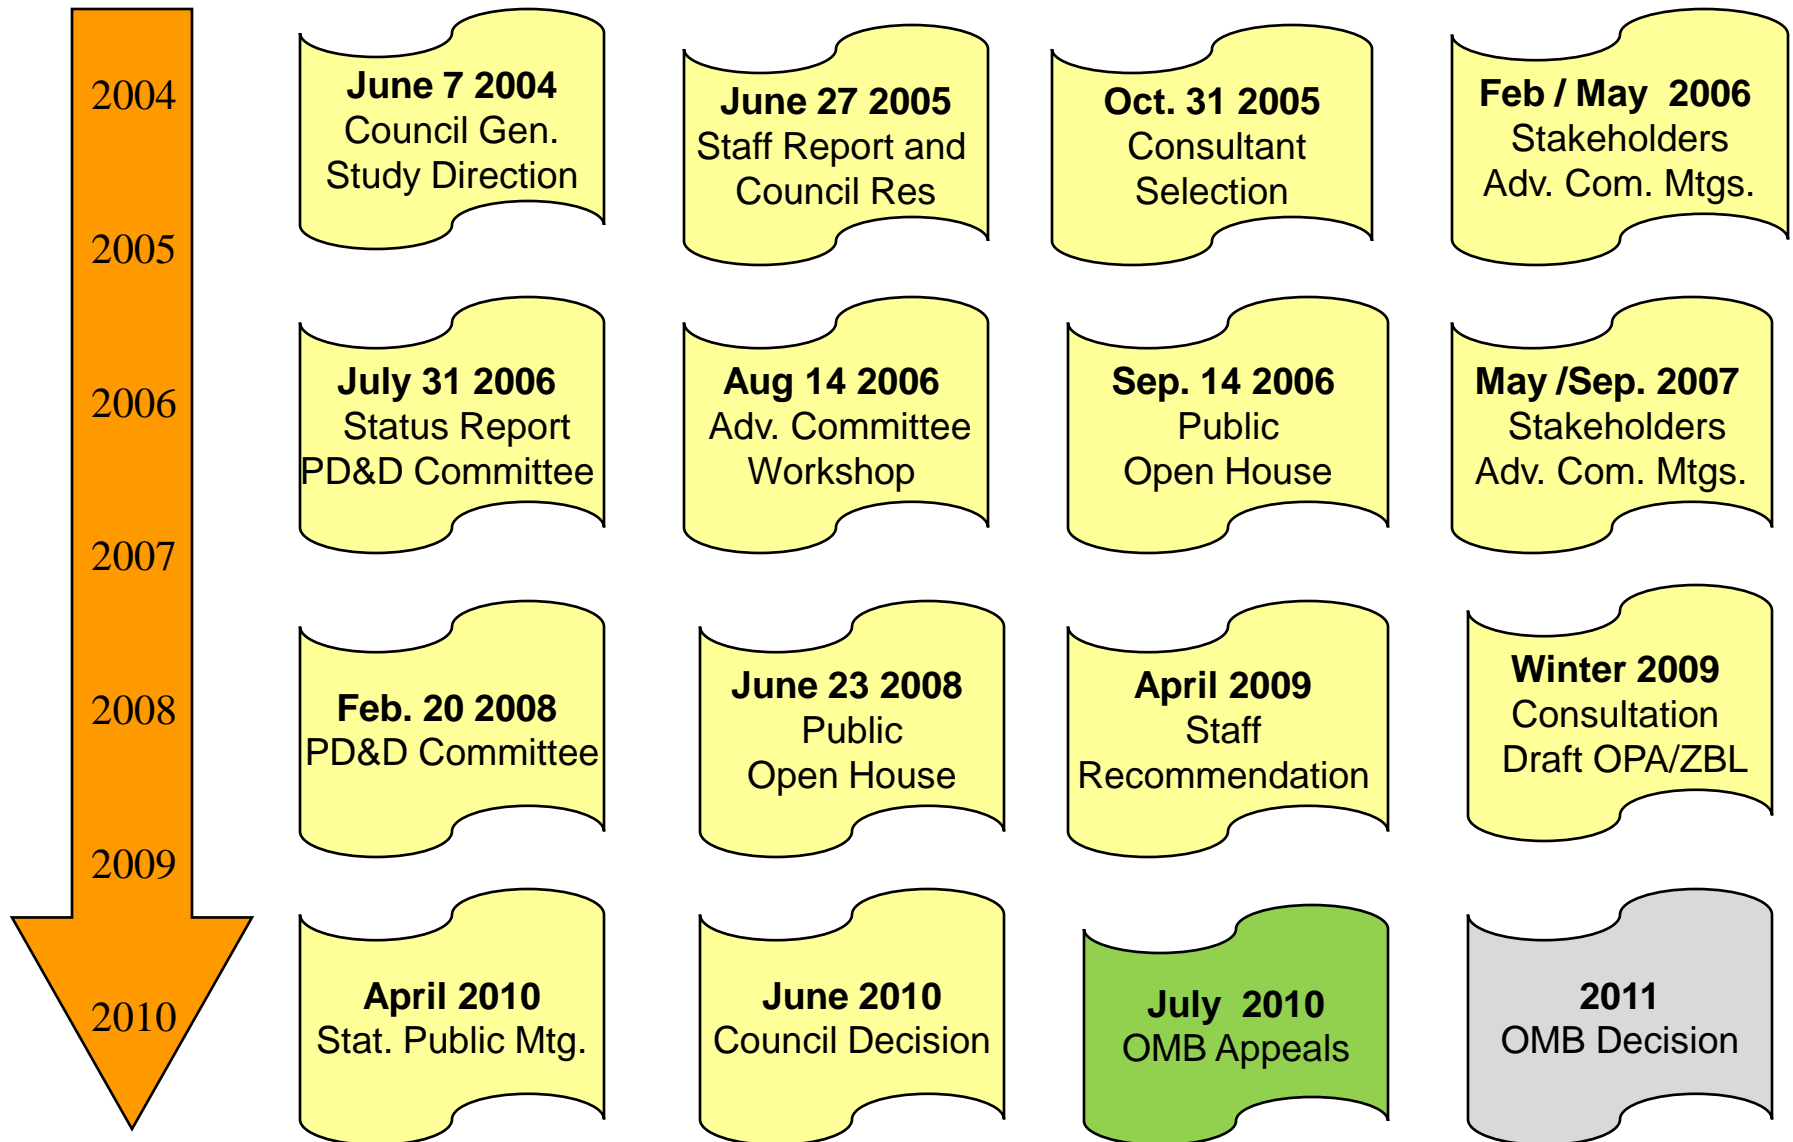 2004
2005
2006
2007
2008
2009
2010
June 7 2004
Council Gen.
Study Direction
June 27 2005
Staff Report and
Council Res
Oct. 31 2005
Consultant
Selection
Feb / May 2006
Stakeholders
Adv. Com. Mtgs.
July 31 2006
Status Report
PD&D Committee
Aug 14 2006
Adv. Committee
Workshop
Sep. 14 2006
Public
Open House
May /Sep. 2007
Stakeholders
Adv. Com. Mtgs.
Feb. 20 2008
PD&D Committee
June 23 2008
Public
Open House
April 2009
Staff
Recommendation
Winter 2009
Consultation
Draft OPA/ZBL
April 2010
Stat. Public Mtg.
June 2010
Council Decision
July 2010
OMB Appeals
2011
OMB Decision